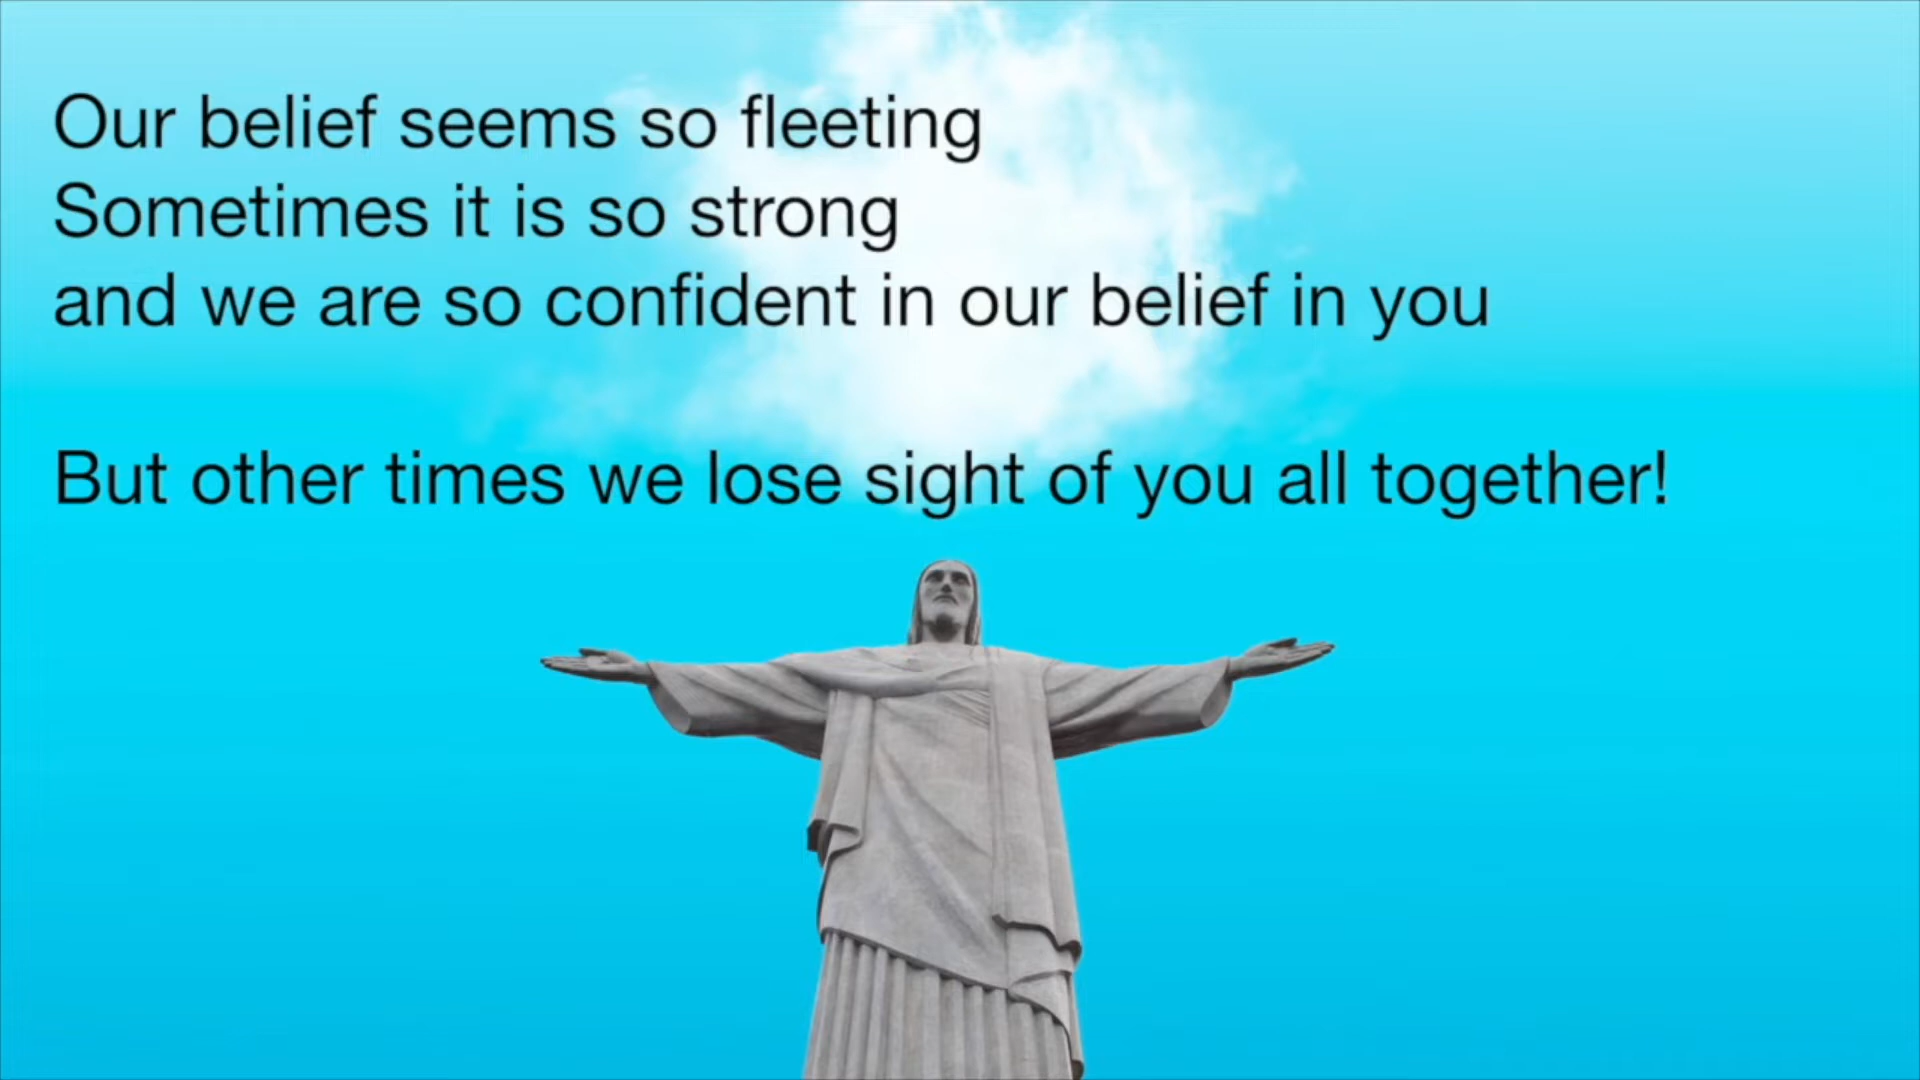 Our belief seems so fleeting
Sometimes it is so strong
and we are so confident in our belief in you
But other times we lose sight of you all together!